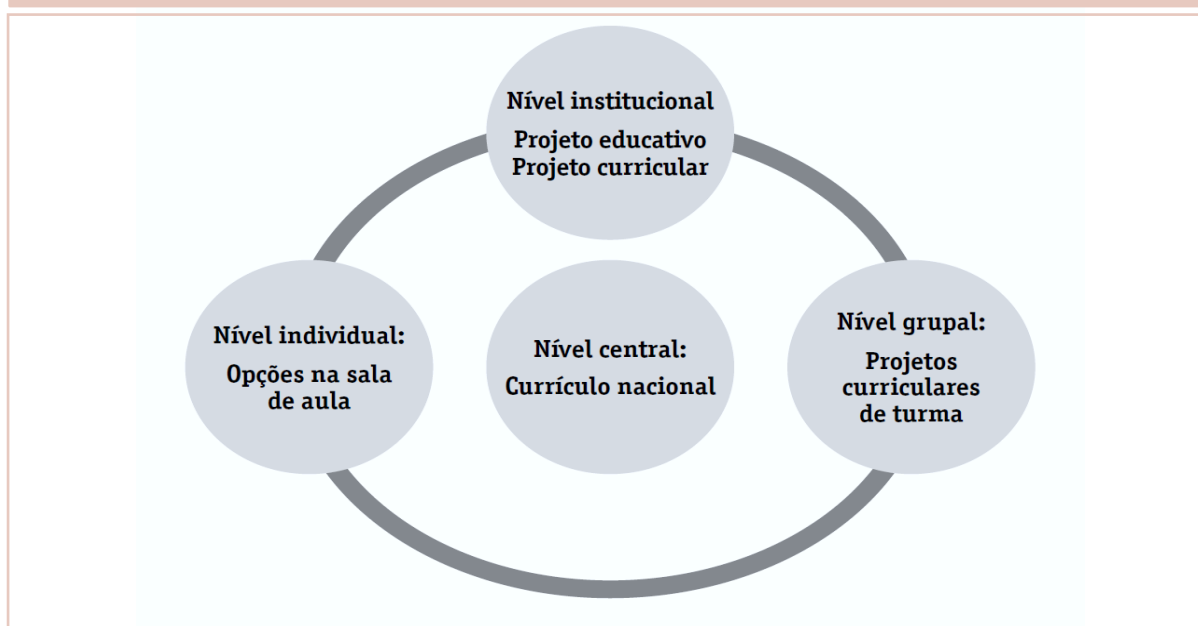 Nível institucional
Projeto educativo
Projeto curricular
Nível individual:
Opções na sala
de aula
Nível central:
Currículo nacional
Nível grupal:
Projetos
curriculares
de turma